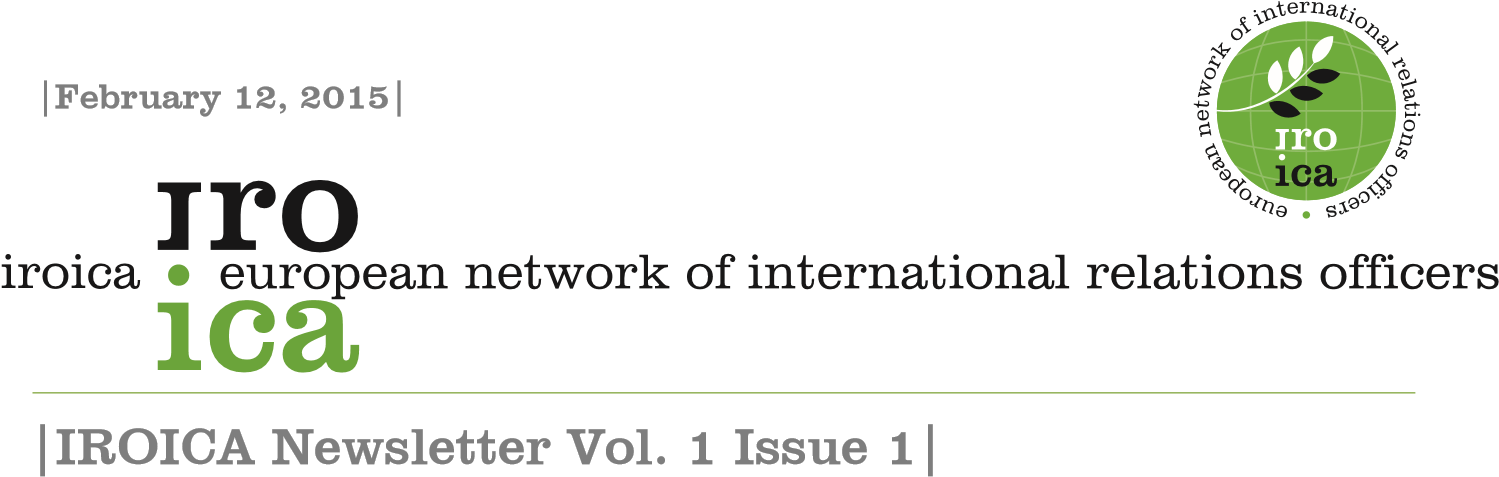 european network of international relations officers •
|February 12, 2015|
iro
ica
iro
iroica european network of international relations officers
ica
|IROICA Newsletter Vol. 1 Issue 1|